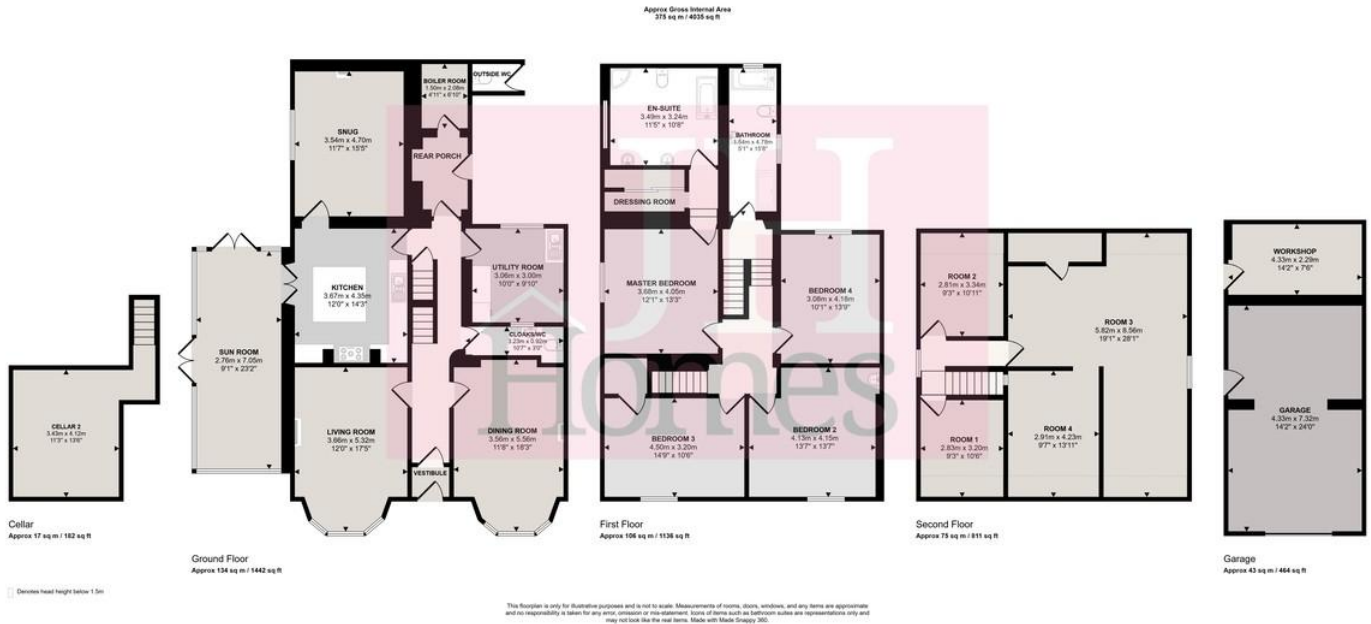 Approx Gross Internal Area
375 sq m / 4035 sq ft
CELLAR 2
3.43m x 4.12m
11'3" x 13'6"
Cellar
Approx 17 sq m / 182 sq ft
SNUG
3.54m x 4.70m
11'7" x 15'5"
BOILER ROOM
1.50m x 2.08m
4'11" x 6'10"
OUTSIDE WC
REAR PORCH
KITCHEN
3.67m x 4.35m
12'0" x 14'3"
UTILITY ROOM
3.06m x 3.00m
10'0" x 9'10"
CLOAKS/WC
3.23m x 0.92m
10'7" x 3'0"
SUN ROOM
2.76m x 7.05m
9'1" x 23'2"
LIVING ROOM
3.66m x 5.32m
12'0" x 17'5"
DINING ROOM
3.56m x 5.56m
11'8" x 18'3"
VESTIBULE
Ground Floor
Approx 134 sq m / 1442 sq ft
EN-SUITE
3.49m x 3.24m
11'5" x 10'8"
BATHROOM
5'1" x 15'8"
DRESSING ROOM
MASTER BEDROOM
3.68m x 4.05m
12'1" x 13'3"
BEDROOM 4
3.08m x 4.18m
10'1" x 13'9"
BEDROOM 3
4.50m x 3.20m
14'9" x 10'6"
BEDROOM 2
4.13m x 4.15m
13'7" x 13'7"
First Floor
Approx 106 sq m / 1136 sq ft
ROOM 2
2.81m x 3.34m
9'3" x 10'11"
ROOM 3
5.82m x 8.56m
19'1" x 28'1"
ROOM 1
2.83m x 3.20m
9'3" x 10'6"
ROOM 4
2.91m x 4.23m
9'7" x 13'11"
Second Floor
Approx 75 sq m / 811 sq ft
WORKSHOP
4.33m x 2.29m
14'2" x 7'6"
GARAGE
4.33m x 7.32m
14'2" x 24'0"
Garage
Approx 43 sq m / 464 sq ft
JH
Homes
Denotes head height below 1.5m
This floorplan is only for illustrative purposes and is not to scale. Measurements of rooms, doors, windows, and any items are approximate
and no responsibility is taken for any error, omission or mis-statement. Icons of items such as bathroom suites are representations only and
may not look like the real items. Made with Made Snappy 360.